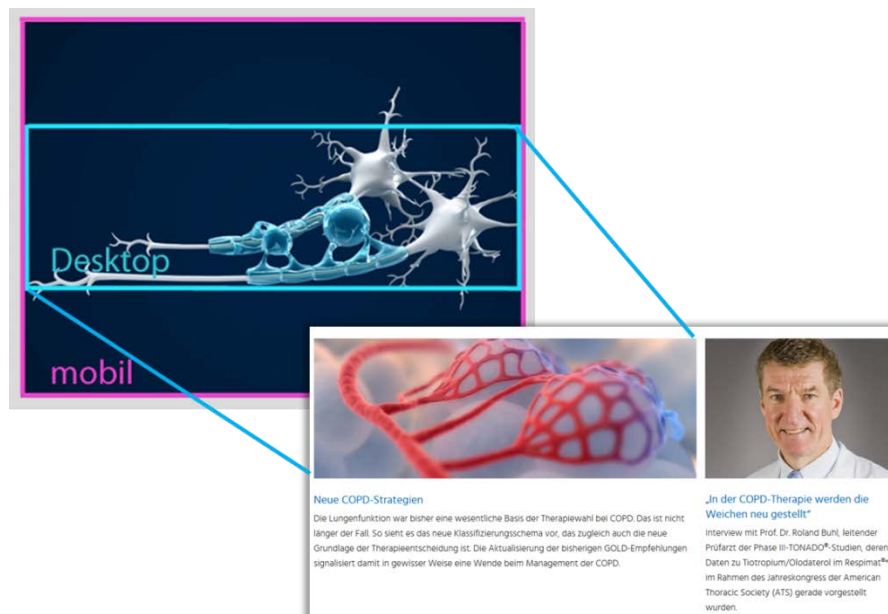 Desktop
mobil
Neue COPD-Strategien
Die Lungenfunktion war bisher eine wesentliche Basis der Therapiewahl bei COPD. Das ist nicht
länger der Fall. So sieht es das neue Klassifizierungsschema vor, das zugleich auch die neue
Grundlage der Therapieentscheidung ist. Die Aktualisierung der bisherigen GOLD-Empfehlungen
signalisiert damit in gewisser Weise eine Wende beim Management der COPD.
„In der COPD-Therapie werden die
Weichen neu gestellt“
Interview mit Prof. Dr. Roland Buhl, leitender
Prüfarzt der Phase III-TONADO®-Studien, deren
Daten zu Tiotropium/Olodaterol im Respimat®
im Rahmen des Jahreskongress der American
Thoracic Society (ATS) gerade vorgestellt
wurden.